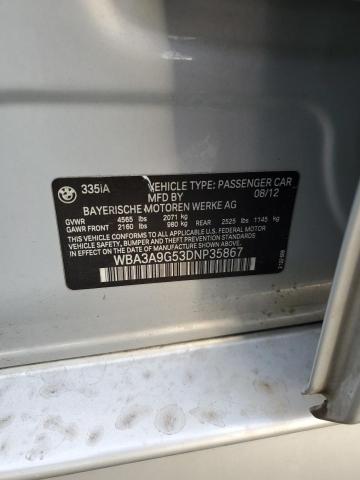 335iA VEHICLE TYPE: PASSENGER CAR
MFD BY 08/12
BAYERISCHE MOTOREN WERKE AG
GVWR 4565 lbs 2071 kg
GAWR FRONT 2160 lbs 980 kg REAR 2525 lbs 1145 kg
THIS VEHICLE CONFORMS TO ALL APPLICABLE U.S. FEDERAL MOTOR
VEHICLE SAFETY, BUMPER, AND THEFT PREVENTION STANDARDS
IN EFFECT ON THE DATE OF MANUFACTURE SHOWN ABOVE.
WBA3A9G53DNP35867